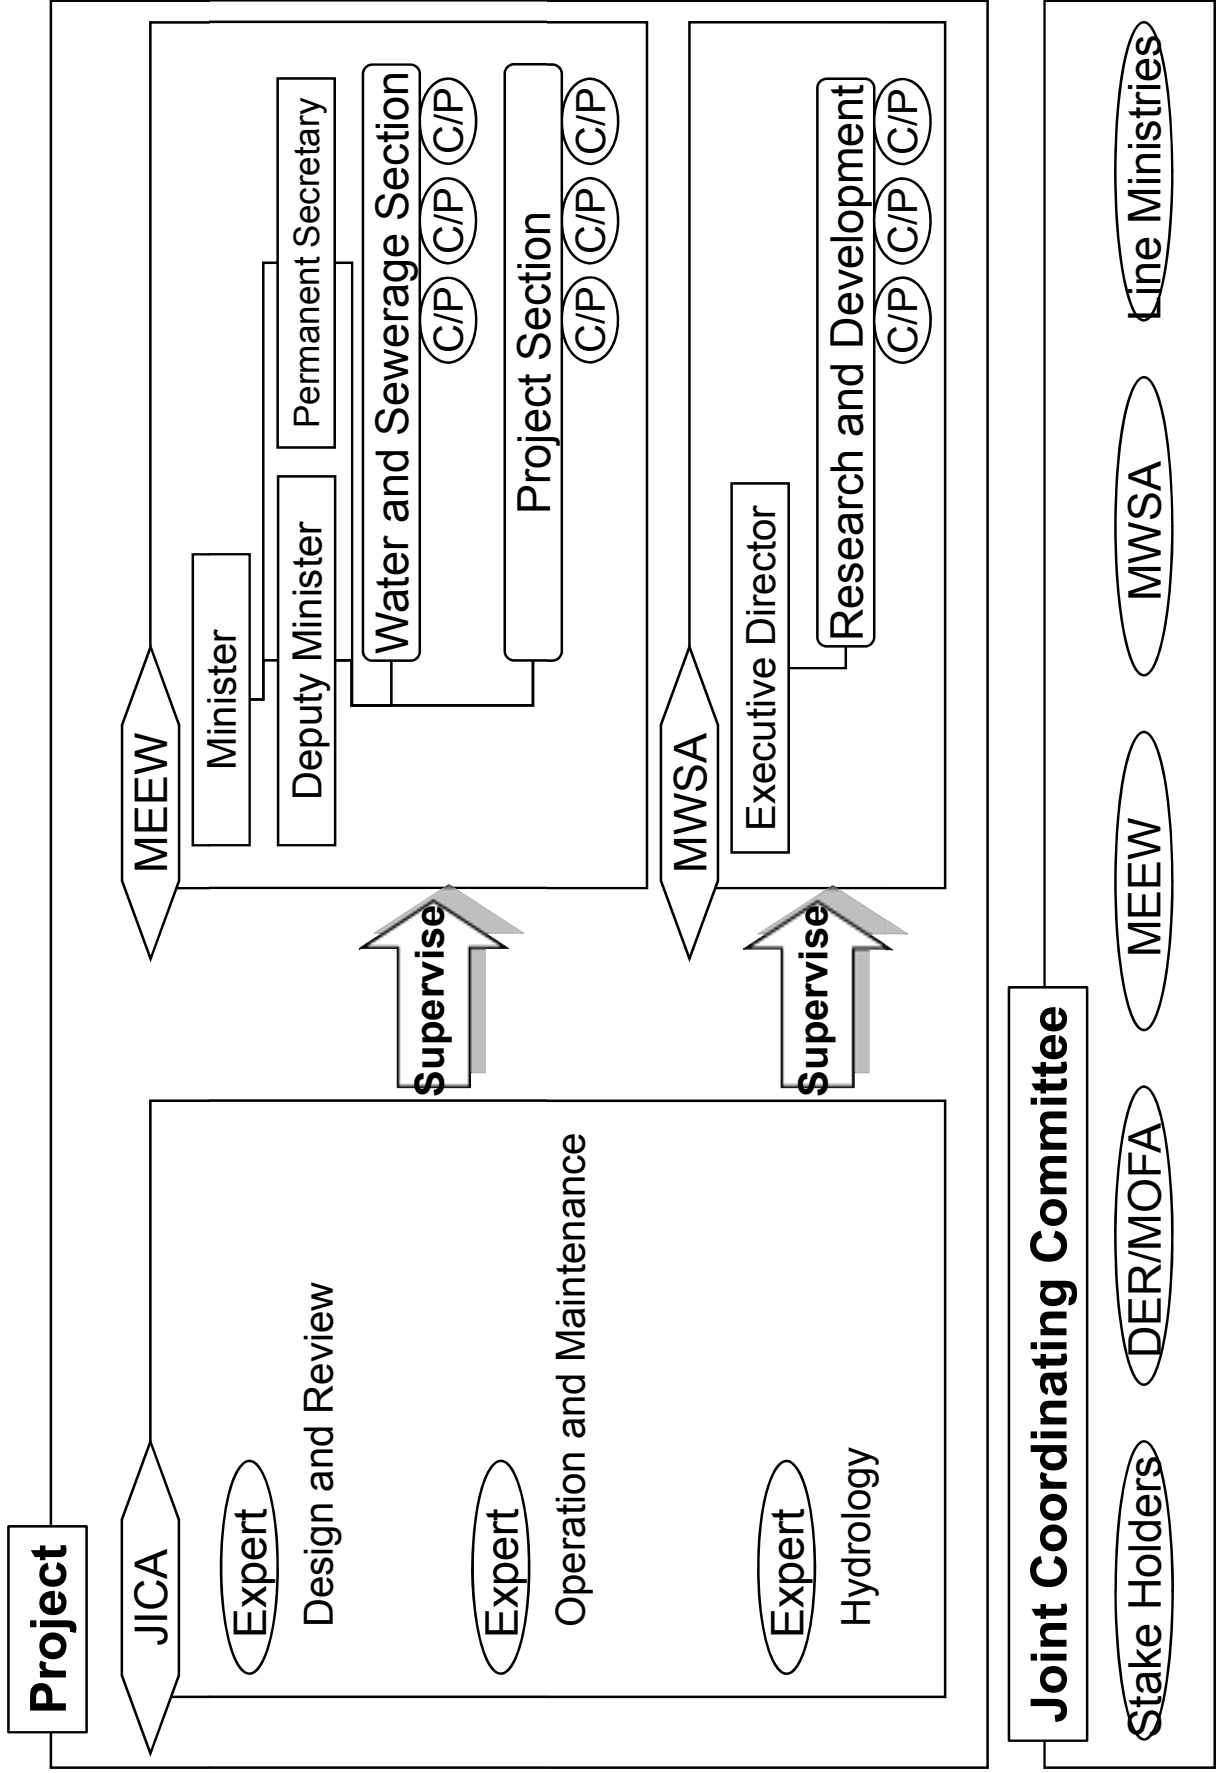 Project
JICA
Expert
Design and Review
Expert
Operation and Maintenance
Expert
Hydrology
Supervise
Supervise
MEEW
Minister
Deputy Minister
Permanent Secretary
Water and Sewerage Section
C/P
C/P
C/P
Project Section
C/P
C/P
C/P
MWSA
Executive Director
Research and Development
C/P
C/P
C/P
Joint Coordinating Committee
Stake Holders
DER/MOFA
MEEW
MWSA
Line Ministries